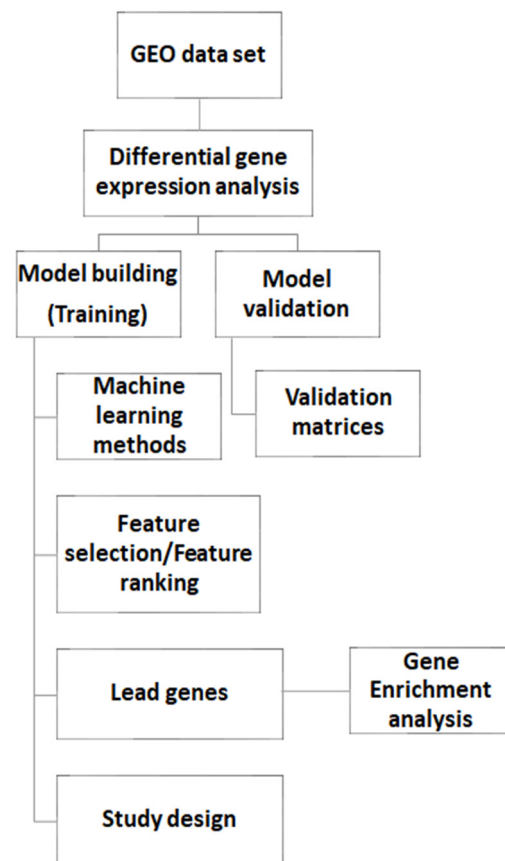 GEO data set
Differential gene
expression analysis
Model building
(Training)
Model
validation
Machine
learning
methods
Validation
matrices
Feature
selection/Feature
ranking
Lead genes
Gene
Enrichment
analysis
Study design